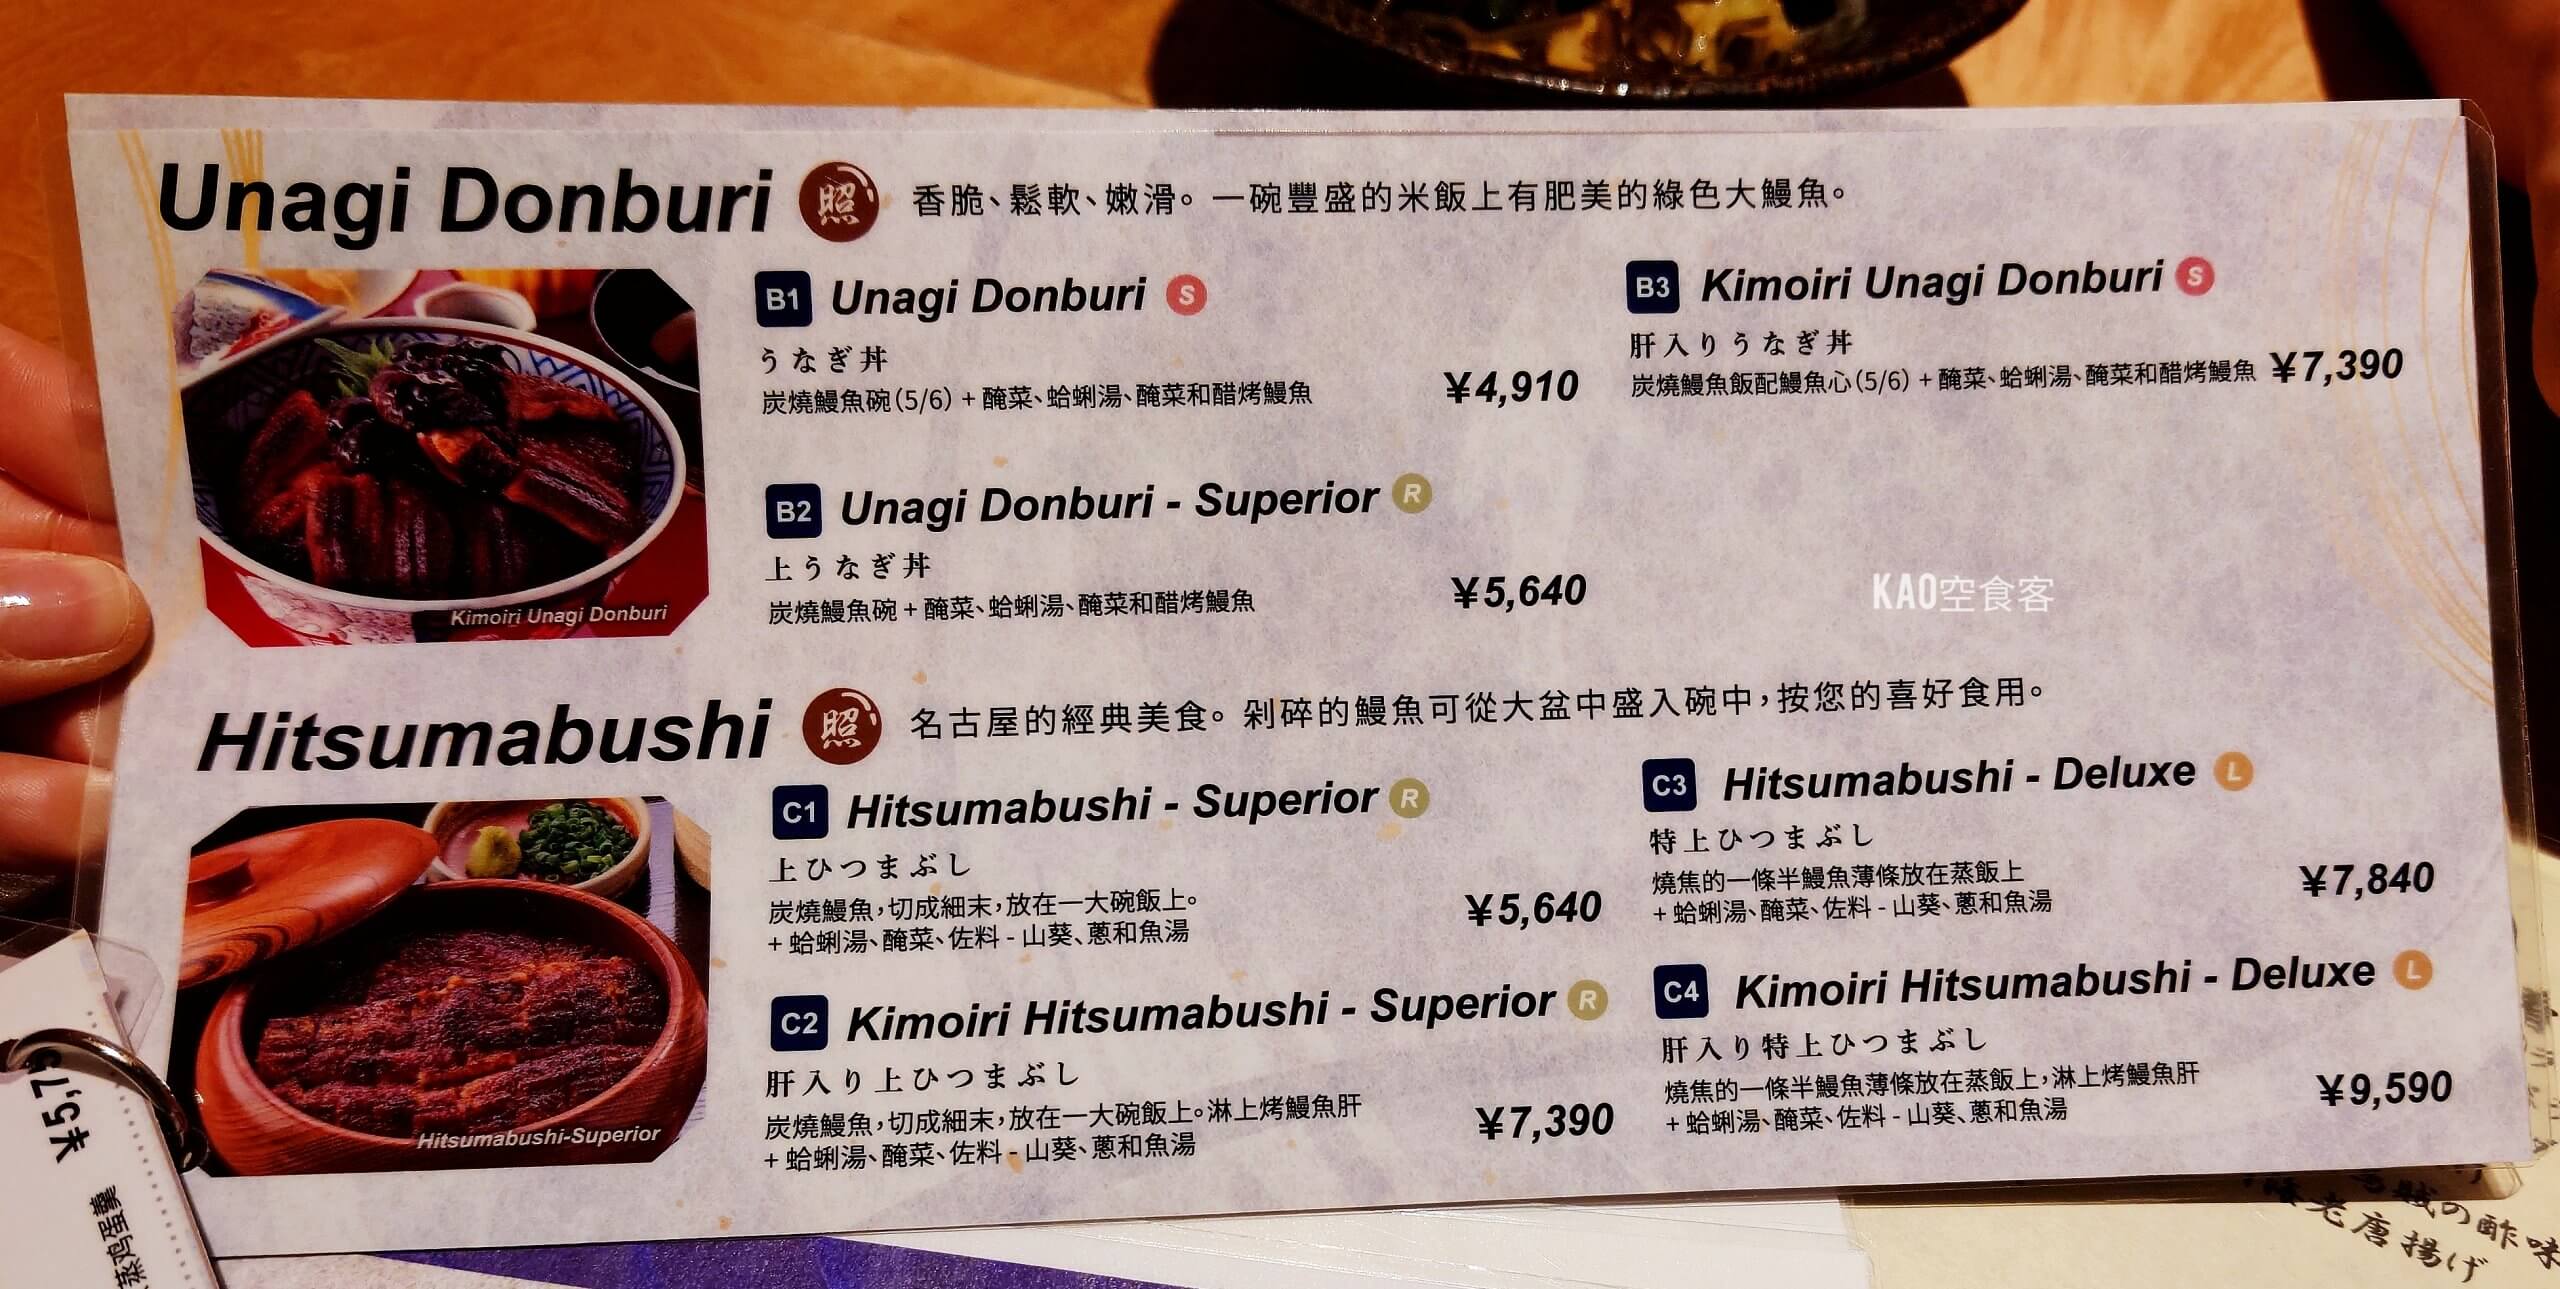 Unagi Donburi 照 香脆、鬆軟、嫩滑。一碗豐盛的米飯上有肥美的綠色大鰻魚。
B1 Unagi Donburi S
うなぎ丼
炭燒鰻魚碗(5/6) + 醃菜、蛤蜊湯、醃菜和醋烤鰻魚 ¥4,910
B2 Unagi Donburi - Superior R
上うなぎ丼
炭燒鰻魚碗 + 醃菜、蛤蜊湯、醃菜和醋烤鰻魚 ¥5,640
B3 Kimoiri Unagi Donburi S
肝入りうなぎ丼
炭燒鰻魚飯配鰻魚心(5/6) + 醃菜、蛤蜊湯、醃菜和醋烤鰻魚 ¥7,390
Kimoiri Unagi Donburi
KAO空食客
Hitsumabushi 照 名古屋的經典美食。剁碎的鰻魚可從大盆中盛入碗中,按您的喜好食用。
C1 Hitsumabushi - Superior R
上ひつまぶし
炭燒鰻魚,切成細末,放在一大碗飯上。
+ 蛤蜊湯、醃菜、佐料 - 山葵、蔥和魚湯 ¥5,640
C2 Kimoiri Hitsumabushi - Superior R
肝入り上ひつまぶし
炭燒鰻魚,切成細末,放在一大碗飯上。淋上烤鰻魚肝
+ 蛤蜊湯、醃菜、佐料 - 山葵、蔥和魚湯 ¥7,390
C3 Hitsumabushi - Deluxe L
特上ひつまぶし
燒焦的一條半鰻魚薄條放在蒸飯上
+ 蛤蜊湯、醃菜、佐料 - 山葵、蔥和魚湯 ¥7,840
C4 Kimoiri Hitsumabushi - Deluxe L
肝入り特上ひつまぶし
燒焦的一條半鰻魚薄條放在蒸飯上,淋上烤鰻魚肝
+ 蛤蜊湯、醃菜、佐料 - 山葵、蔥和魚湯 ¥9,590
Hitsumabushi-Superior
¥5,75
蒸鸡蛋羹
の酢味
老唐揚げ